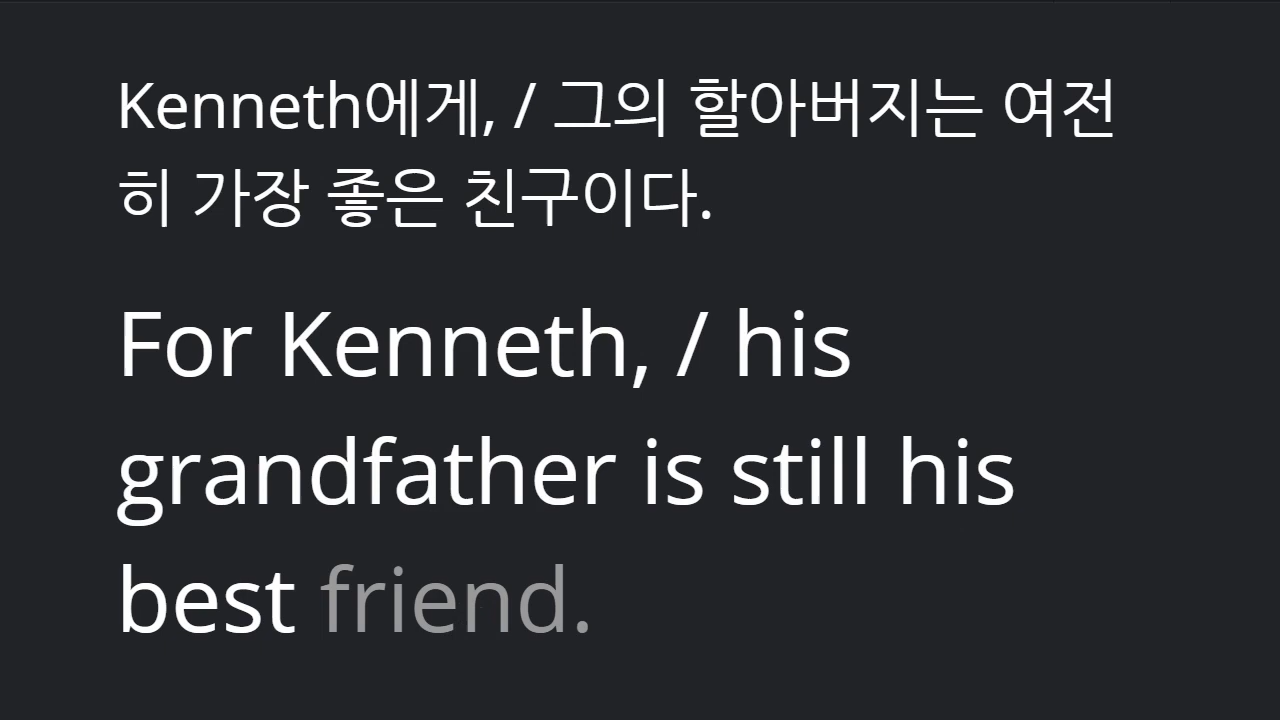 Kenneth에게, / 그의 할아버지는 여전
히 가장 좋은 친구이다.
For Kenneth, / his
grandfather is still his
best friend.